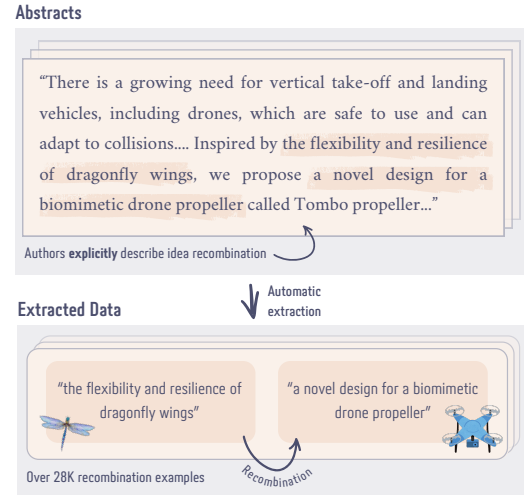 Abstracts
“There is a growing need for vertical take-off and landing
vehicles, including drones, which are safe to use and can
adapt to collisions.... Inspired by the flexibility and resilience
of dragonfly wings, we propose a novel design for a
biomimetic drone propeller called Tombo propeller...”
Authors explicitly describe idea recombination
Automatic
extraction
Extracted Data
“the flexibility and resilience of
dragonfly wings”
“a novel design for a biomimetic
drone propeller”
Over 28K recombination examples
Recombination